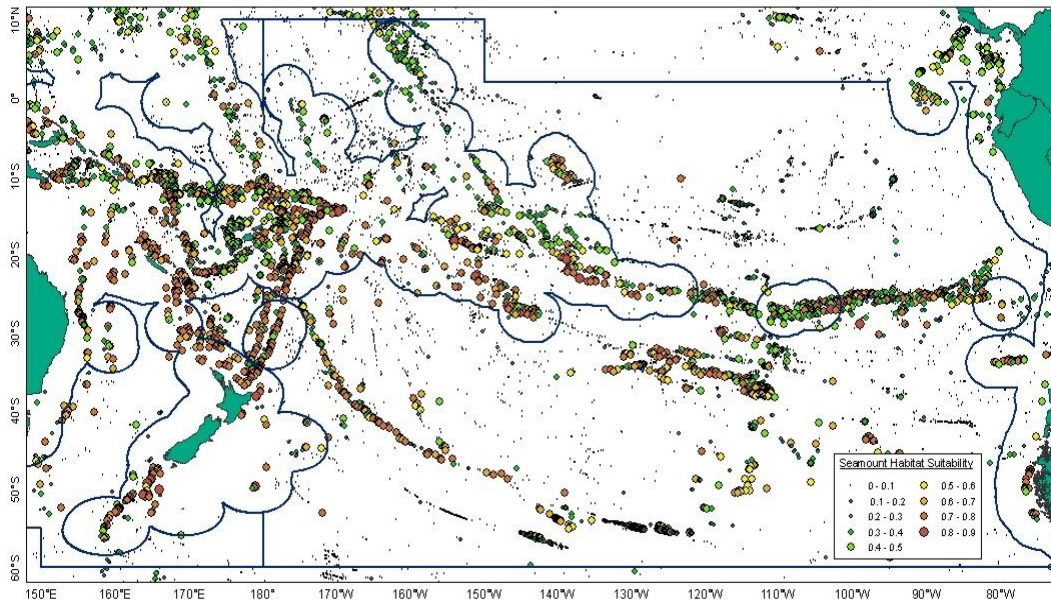 10°N
0°
10°S
20°S
30°S
40°S
50°S
60°S
Seamount Habitat Suitability
0 - 0.1
0.1 - 0.2
0.2 - 0.3
0.3 - 0.4
0.4 - 0.5
0.5 - 0.6
0.6 - 0.7
0.7 - 0.8
0.8 - 0.9
150°E 160°E 170°E 180° 170°W 160°W 150°W 140°W 130°W 120°W 110°W 100°W 90°W 80°W